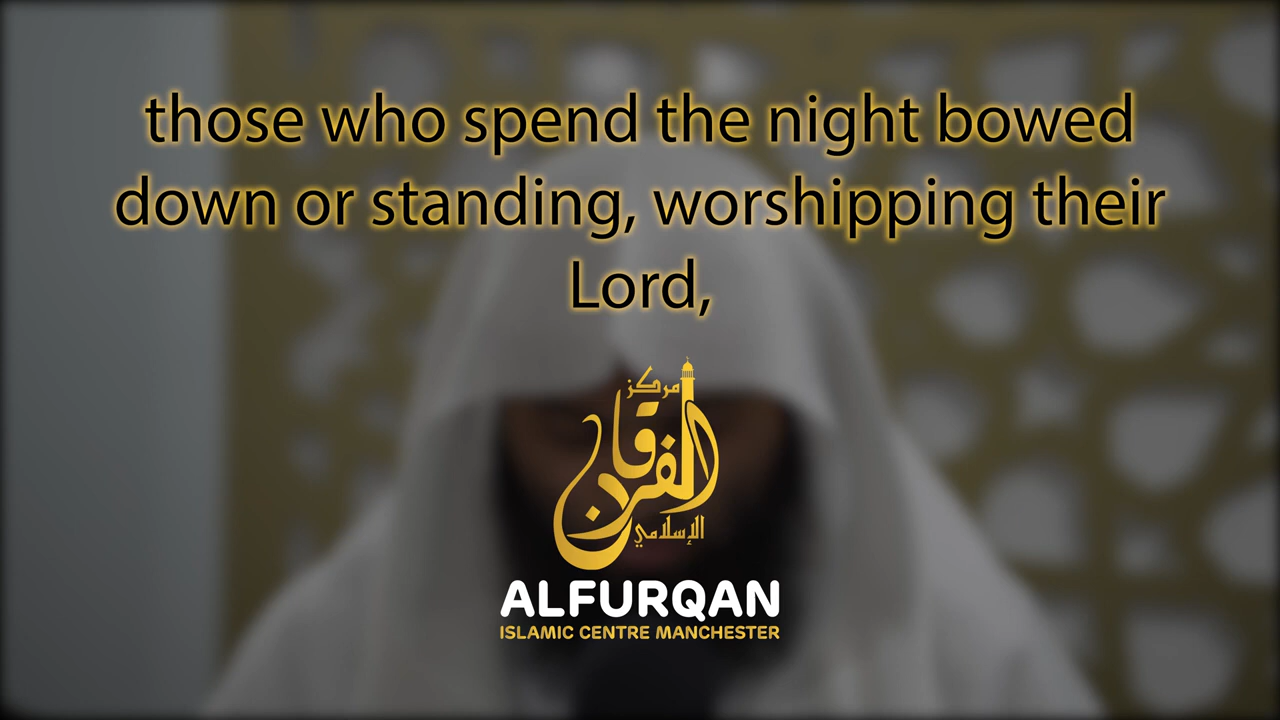 those who spend the night bowed
down or standing, worshipping their
Lord,
مركز
الفرقان
الإسلامي
ALFURQAN
ISLAMIC CENTRE MANCHESTER